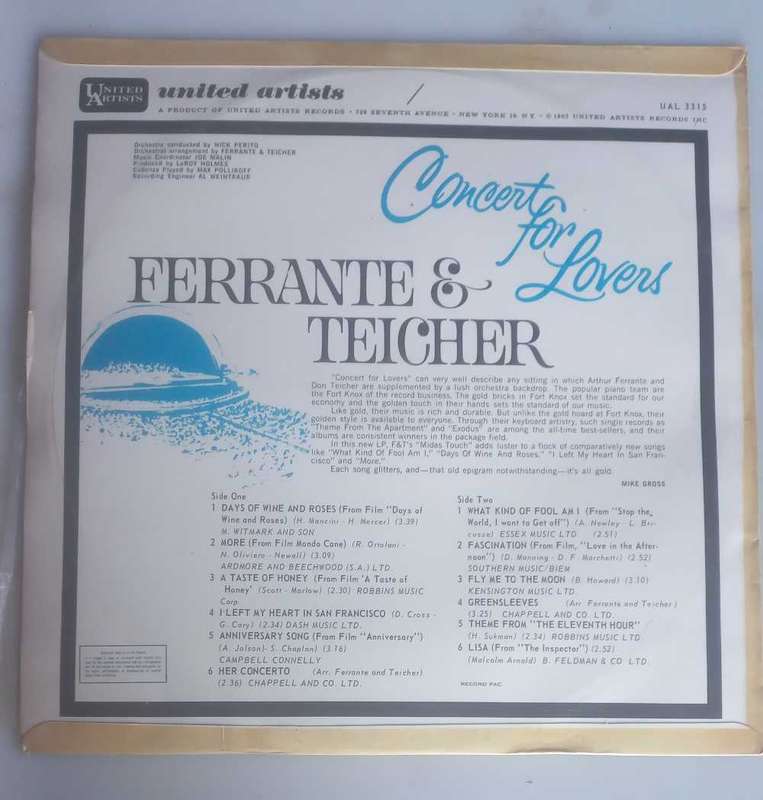 UNITED ARTISTS
united artists
UAL 3315
A PRODUCT OF UNITED ARTISTS RECORDS · 729 SEVENTH AVENUE · NEW YORK 19 NY · © 1963 UNITED ARTISTS RECORDS INC
Orchestra conducted by NICK PERITO
Orchestral arrangement by FERRANTE & TEICHER
Music Coordinator JOE MALIN
Produced by LeROY HOLMES
Cadenza Played by MAX POLLIKOFF
Recording Engineer AL WEINTRAUB
Concert
for
Lovers
FERRANTE &
TEICHER
"Concert for Lovers" can very well describe any sitting in which Arthur Ferrante and
Don Teicher are supplemented by a lush orchestra backdrop. The popular piano team are
the Fort Knox of the record business. The gold bricks in Fort Knox set the standard for our
economy and the golden touch in their hands sets the standard of our music.
Like gold, their music is rich and durable. But unlike the gold hoard at Fort Knox, their
golden style is available to everyone. Through their keyboard artistry, such single records as
"Theme From The Apartment" and "Exodus" are among the all-time best-sellers, and their
albums are consistent winners in the package field.
In this new LP, F&T's "Midas Touch" adds luster to a flock of comparatively new songs
like "What Kind Of Fool Am I," "Days Of Wine And Roses," "I Left My Heart In San Fran-
cisco" and "More."
Each song glitters, and—that old epigram notwithstanding—it's all gold.
MIKE GROSS
Side One
1 DAYS OF WINE AND ROSES (From Film "Days of
Wine and Roses) (H. Mancini - H. Mercer) (3.39)
M. WITMARK AND SON
2 MORE (From Film Mondo Cane) (R. Ortolani -
N. Oliviero - Newell) (3.09)
ARDMORE AND BEECHWOOD (S.A.) LTD.
3 A TASTE OF HONEY (From Film 'A Taste of
Honey' (Scott - Marlow) (2.30) ROBBINS MUSIC
Corp.
4 I LEFT MY HEART IN SAN FRANCISCO (D. Cross -
G. Cory) (2.34) DASH MUSIC LTD.
5 ANNIVERSARY SONG (From Film "Anniversary")
(A. Jolson)- S. Chaplan) (3.16)
CAMPBELL CONNELLY
6 HER CONCERTO (Arr. Ferrante and Teicher)
(2 36) CHAPPELL AND CO. LTD.
Side Two
1 WHAT KIND OF FOOL AM I (From "Stop the
World, I want to Get off") (A. Newley - L. Bri-
cusse) ESSEX MUSIC LTD. (2.51)
2 FASCINATION (From Film, "Love in the After-
noon") (D. Manning - D. F. Marchetti) (2.52)
SOUTHERN MUSIC/BIEM
3 FLY ME TO THE MOON (B. Howard) (3.10)
KENSINGTON MUSIC LTD.
4 GREENSLEEVES (Arr. Ferrante and Teicher)
(3.25) CHAPPELL AND CO. LTD.
5 THEME FROM "THE ELEVENTH HOUR"
(H. Sukman) (2.34) ROBBINS MUSIC LTD.
6 LISA (From "The Inspector") (2.52)
(Malcolm Arnold) B. FELDMAN & CO LTD.
RECORD PAC